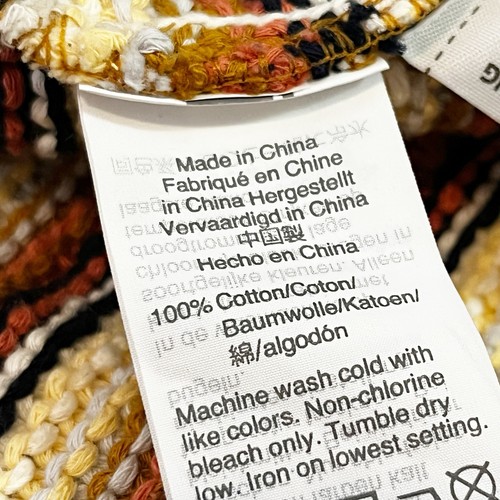 Made in China
Fabriqué en Chine
in China Hergestellt
Vervaardigd in China
中国製
Hecho en China
100% Cotton/Coton/
Baumwolle/Katoen/
綿/algodón
Machine wash cold with
like colors. Non-chlorine
bleach only. Tumble dry
low. Iron on lowest setting.